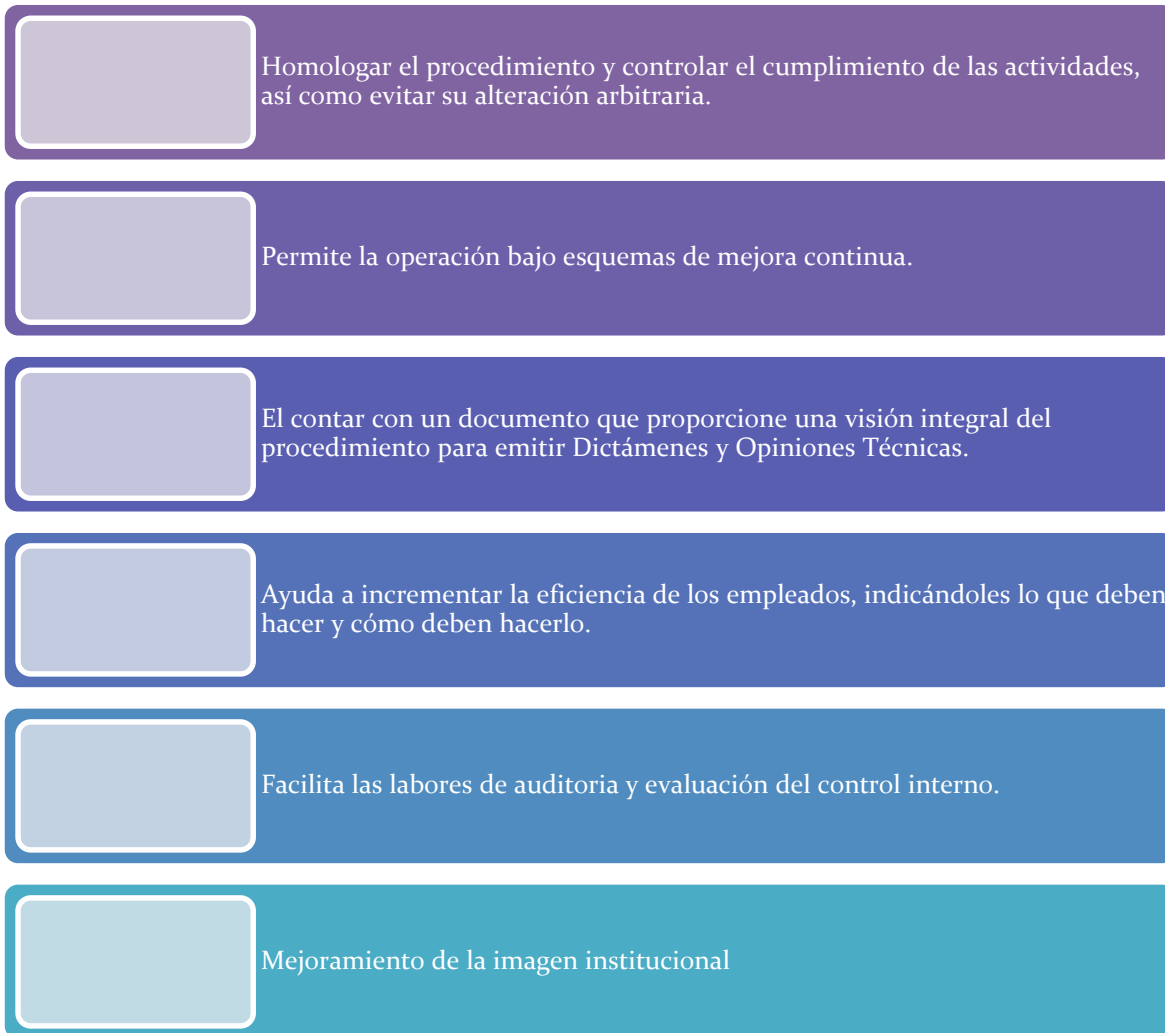 Homologar el procedimiento y controlar el cumplimiento de las actividades,
así como evitar su alteración arbitraria.
Permite la operación bajo esquemas de mejora continua.
El contar con un documento que proporcione una visión integral del
procedimiento para emitir Dictámenes y Opiniones Técnicas.
Ayuda a incrementar la eficiencia de los empleados, indicándoles lo que deben
hacer y cómo deben hacerlo.
Facilita las labores de auditoria y evaluación del control interno.
Mejoramiento de la imagen institucional